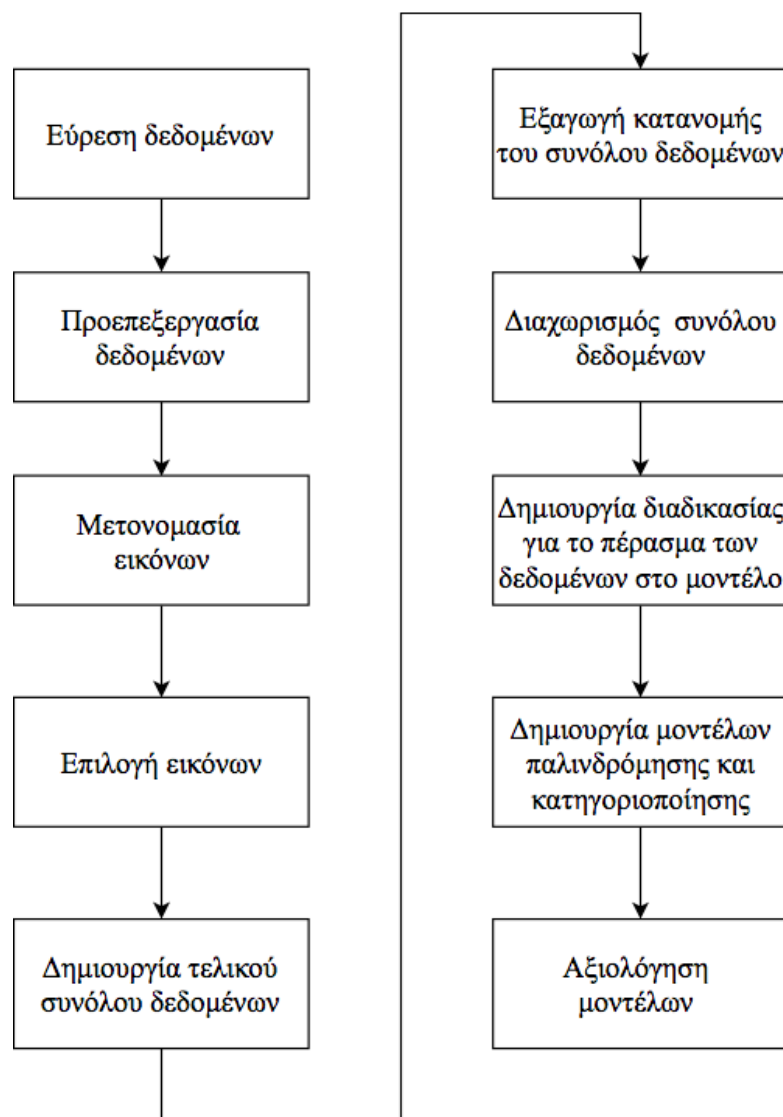 Εύρεση δεδομένων
Προεπεξεργασία
δεδομένων
Μετονομασία
εικόνων
Επιλογή εικόνων
Δημιουργία τελικού
συνόλου δεδομένων
Εξαγωγή κατανομής
του συνόλου δεδομένων
Διαχωρισμός συνόλου
δεδομένων
Δημιουργία διαδικασίας
για το πέρασμα των
δεδομένων στο μοντέλο
Δημιουργία μοντέλων
παλινδρόμησης και
κατηγοριοποίησης
Αξιολόγηση
μοντέλων